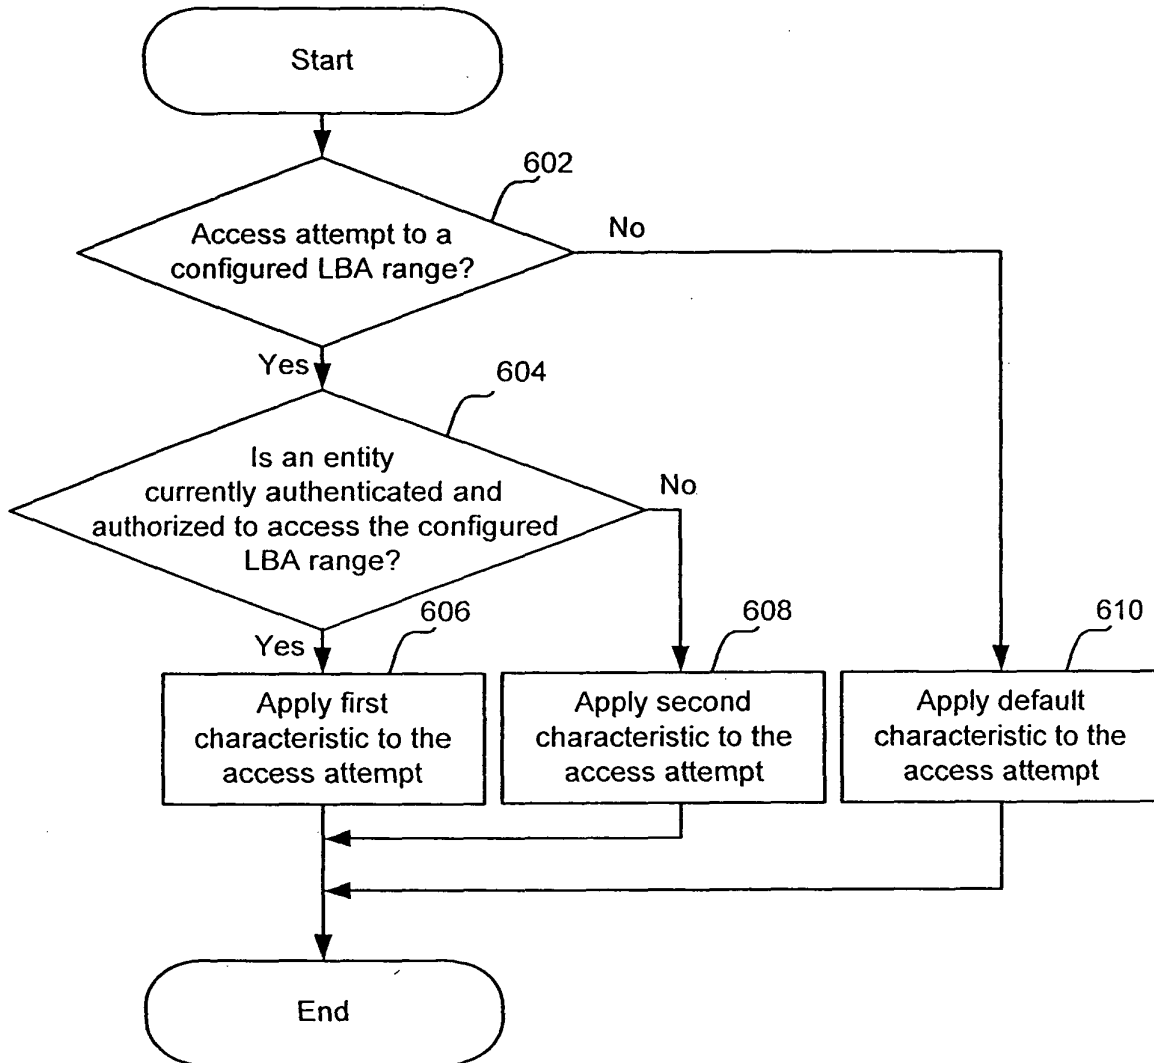 Start
602
Access attempt to a
configured LBA range?
No
Yes
604
Is an entity
currently authenticated and
authorized to access the configured
LBA range?
No
Yes
606
Apply first
characteristic to the
access attempt
608
Apply second
characteristic to the
access attempt
610
Apply default
characteristic to the
access attempt
End